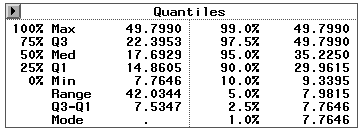 Quantiles
100% Max 49.7990 99.0% 49.7990
75% Q3 22.3953 97.5% 49.7990
50% Med 17.6929 95.0% 35.2250
25% Q1 14.8605 90.0% 29.9615
0% Min 7.7646 10.0% 9.3395
Range 42.0344 5.0% 7.9815
Q3-Q1 7.5347 2.5% 7.7646
Mode . 1.0% 7.7646